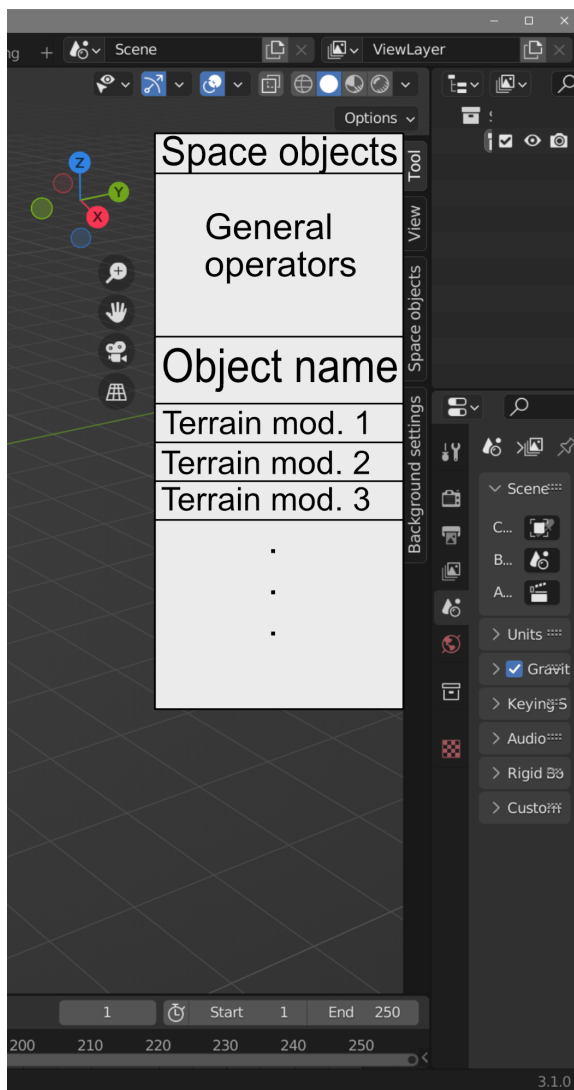 ng + Scene ViewLayer
Options
Space objects
Tool
Z
Y
X
General
operators
View
Space objects
Object name
Terrain mod. 1
Terrain mod. 2
Terrain mod. 3
.
.
.
Background settings
Scene
C...
B...
A...
Units
Gravit
Keying S
Audio
Rigid Bo
Custom
1 Start 1 End 250
200 210 220 230 240 250
3.1.0